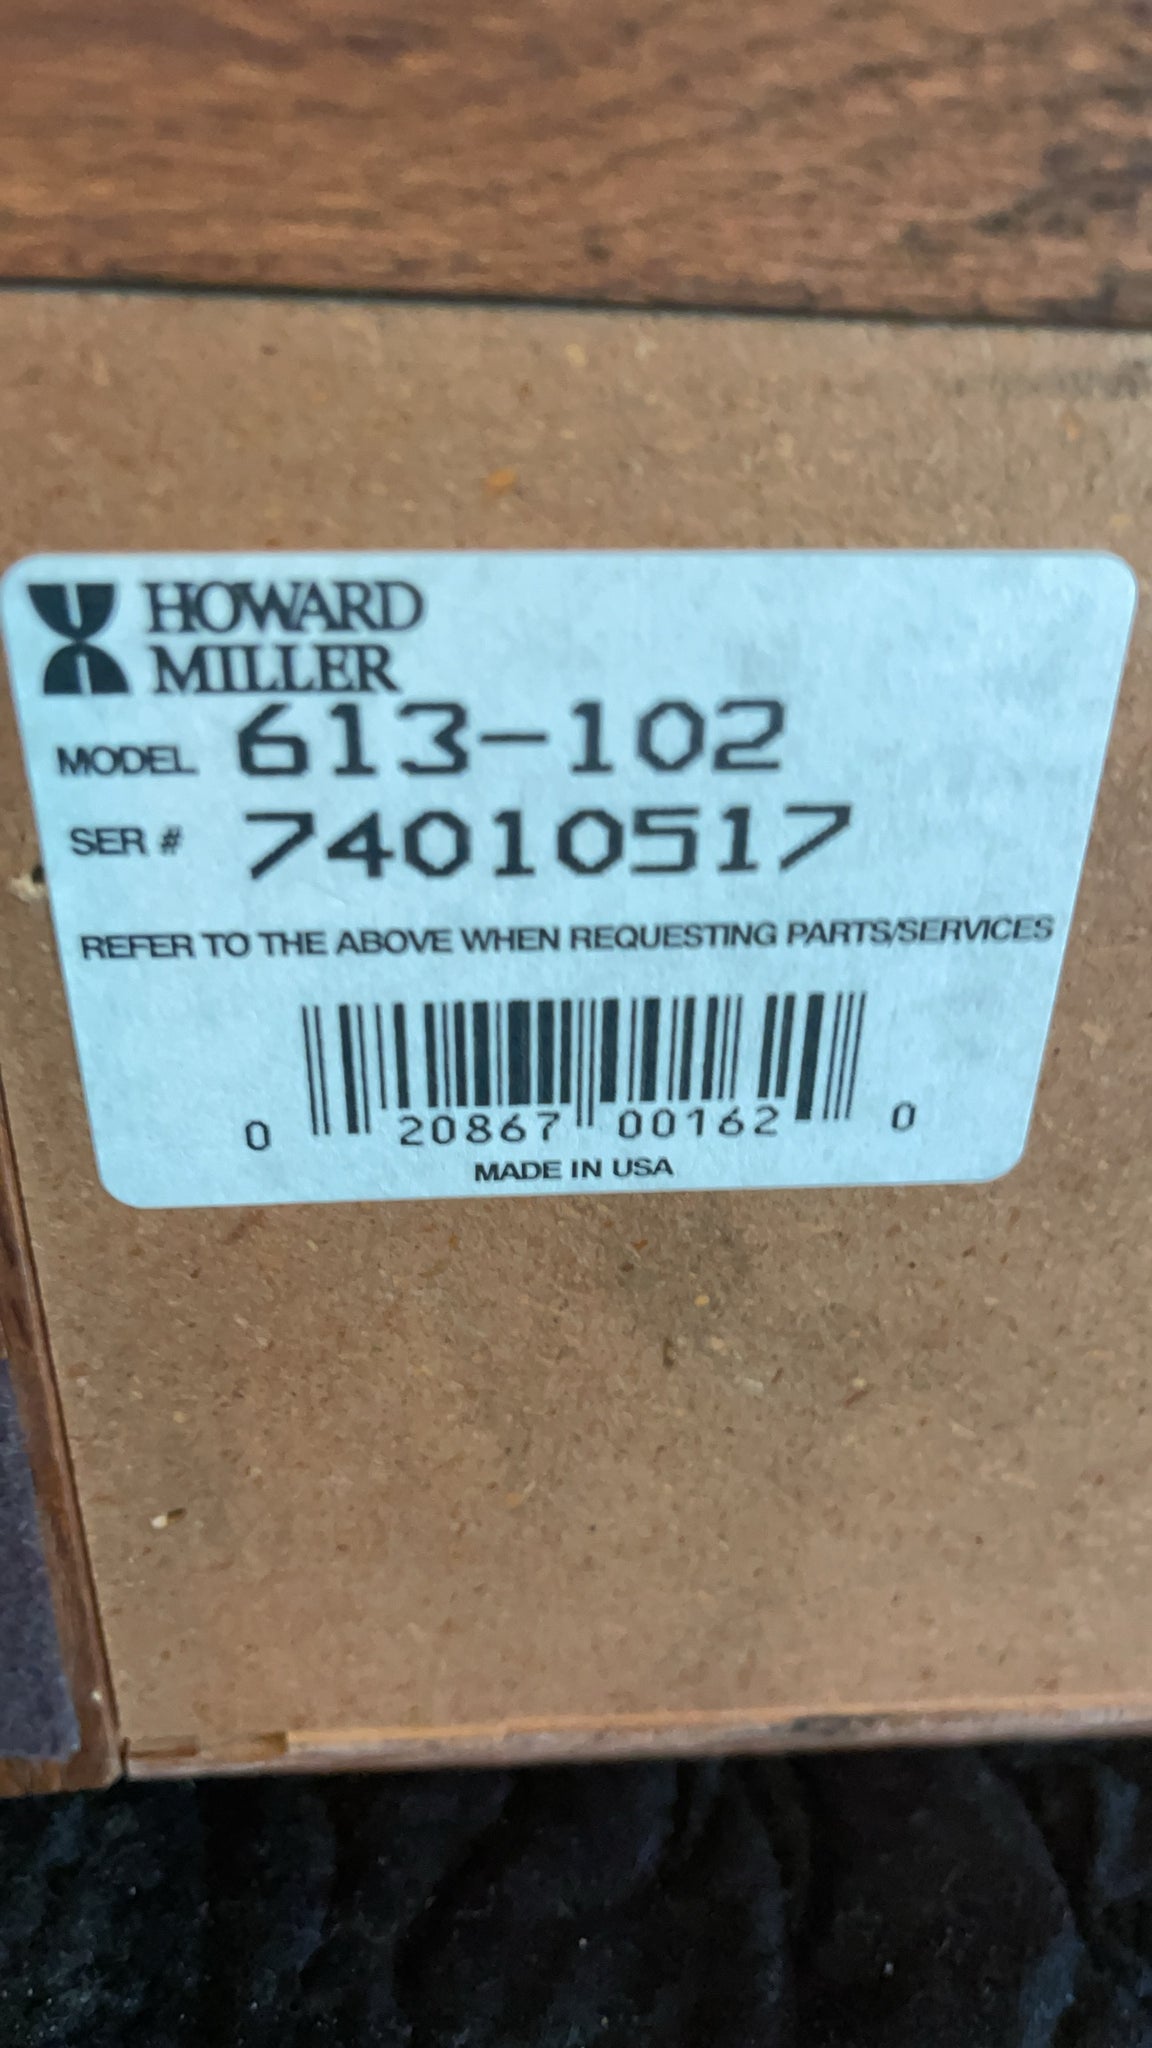 HOWARD
MILLER
MODEL 613-102
SER # 74010517
REFER TO THE ABOVE WHEN REQUESTING PARTS/SERVICES
0 20867 00162 0
MADE IN USA